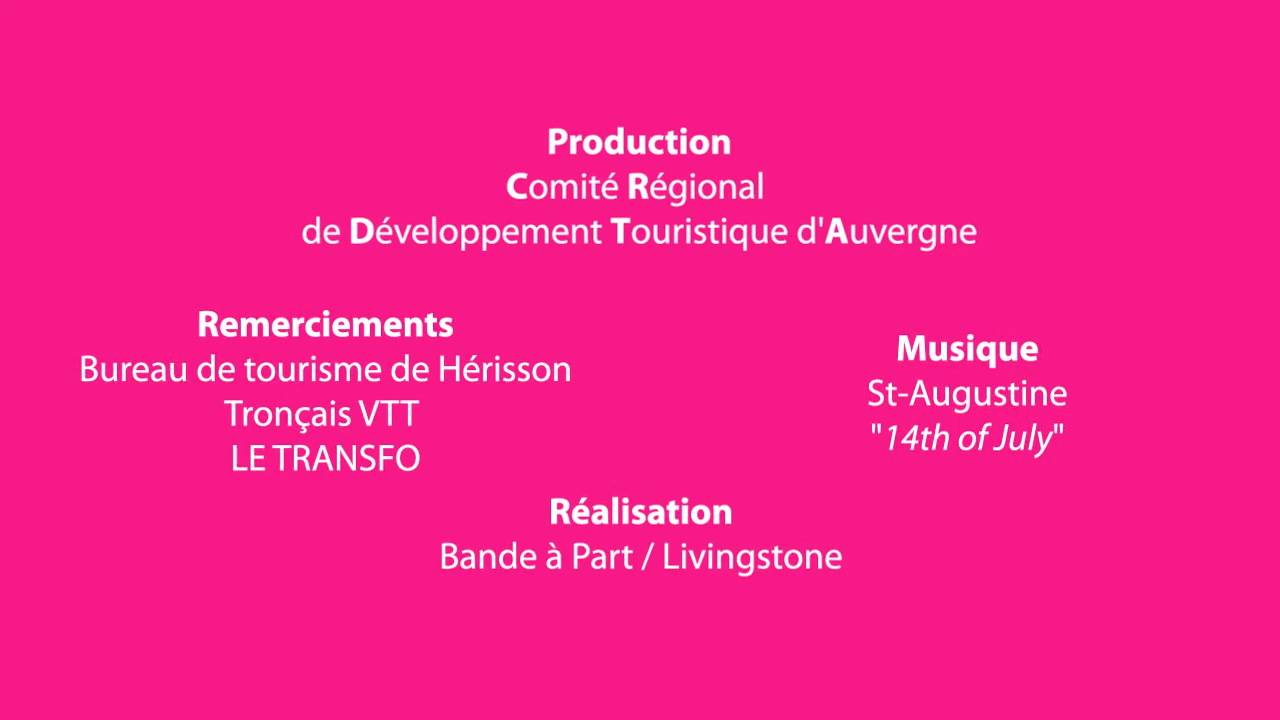 Production
Comité Régional
de Développement Touristique d'Auvergne
Remerciements
Bureau de tourisme de Hérisson
Tronçais VTT
LE TRANSFO
Musique
St-Augustine
"14th of July"
Réalisation
Bande à Part / Livingstone